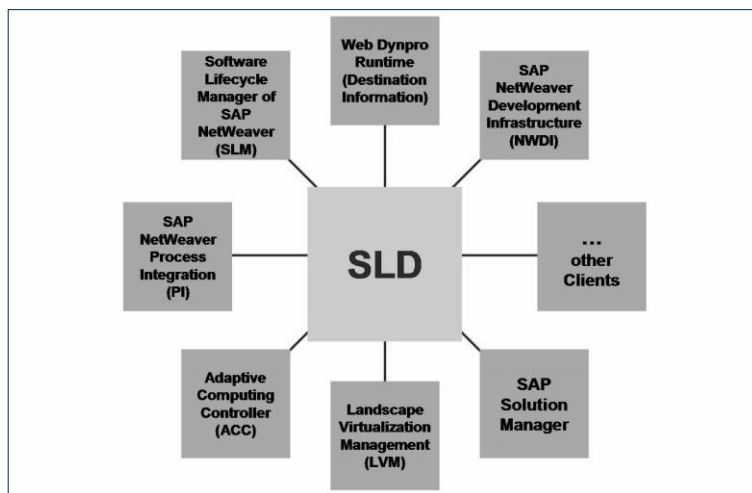 Software
Lifecycle
Manager of
SAP
NetWeaver
(SLM)
Web Dynpro
Runtime
(Destination
Information)
SAP
NetWeaver
Development
Infrastructure
(NWDI)
SAP
NetWeaver
Process
Integration
(PI)
SLD
...
other
Clients
Adaptive
Computing
Controller
(ACC)
Landscape
Virtualization
Management
(LVM)
SAP
Solution
Manager